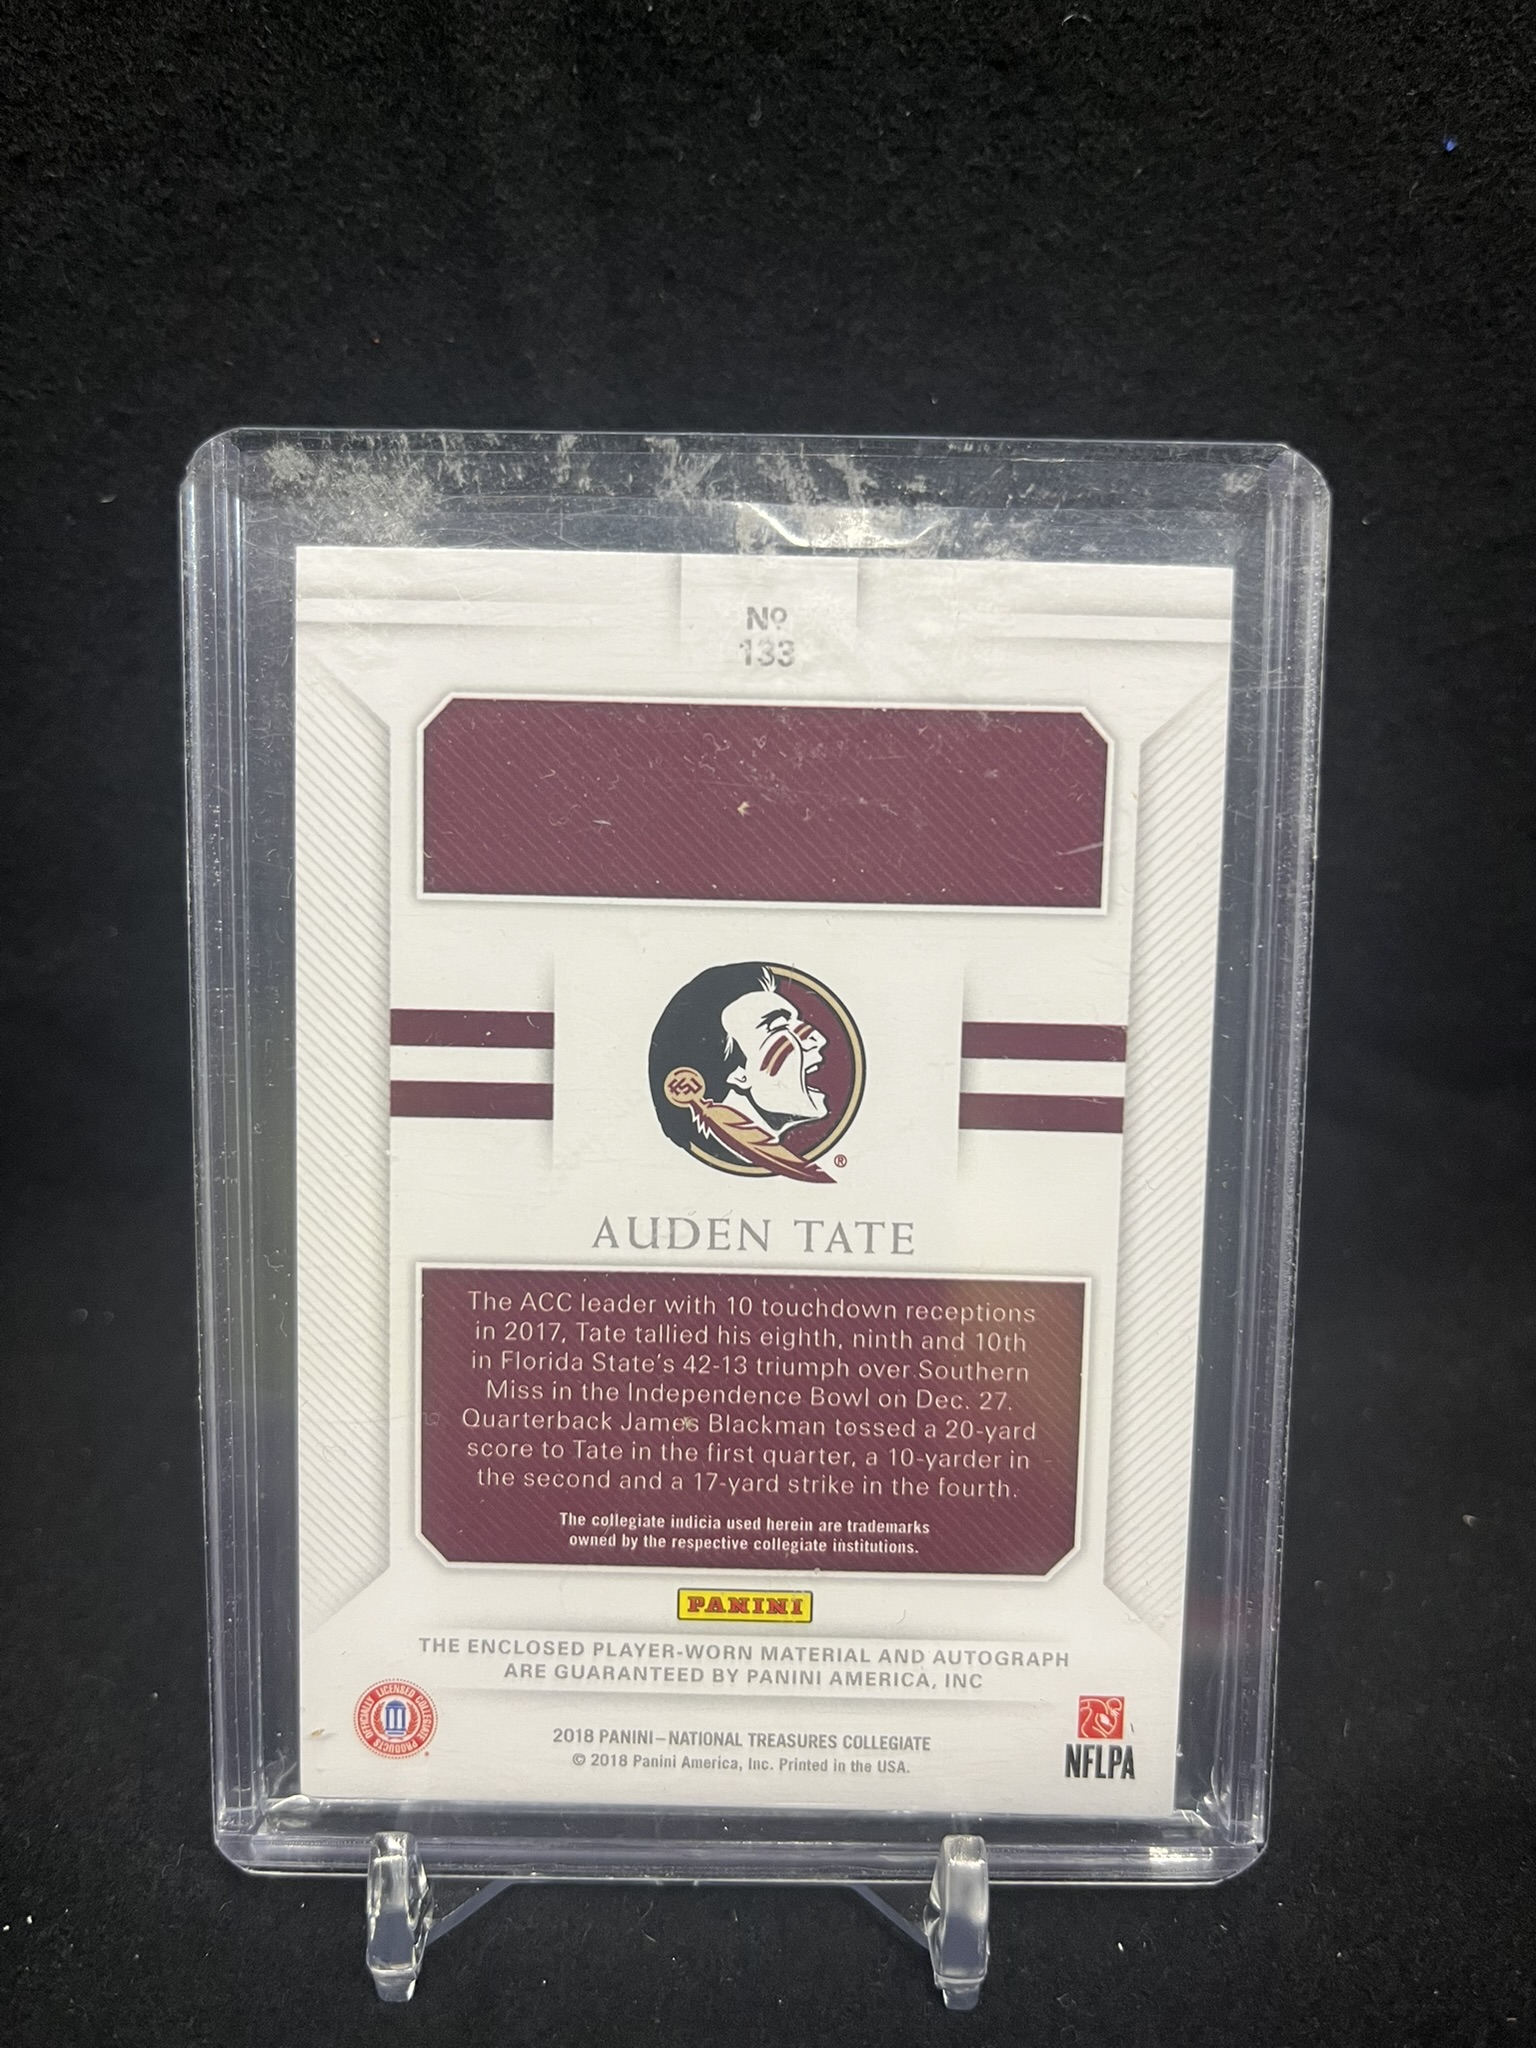 Nº
133
FSU
®
AUDEN TATE
The ACC leader with 10 touchdown receptions
in 2017, Tate tallied his eighth, ninth and 10th
in Florida State's 42-13 triumph over Southern
Miss in the Independence Bowl on Dec. 27.
Quarterback James Blackman tossed a 20-yard
score to Tate in the first quarter, a 10-yarder in
the second and a 17-yard strike in the fourth.
The collegiate indicia used herein are trademarks
owned by the respective collegiate institutions.
PANINI
THE ENCLOSED PLAYER-WORN MATERIAL AND AUTOGRAPH
ARE GUARANTEED BY PANINI AMERICA, INC
OFFICIALLY LICENSED COLLEGIATE PRODUCTS
2018 PANINI–NATIONAL TREASURES COLLEGIATE
© 2018 Panini America, Inc. Printed in the USA.
NFLPA